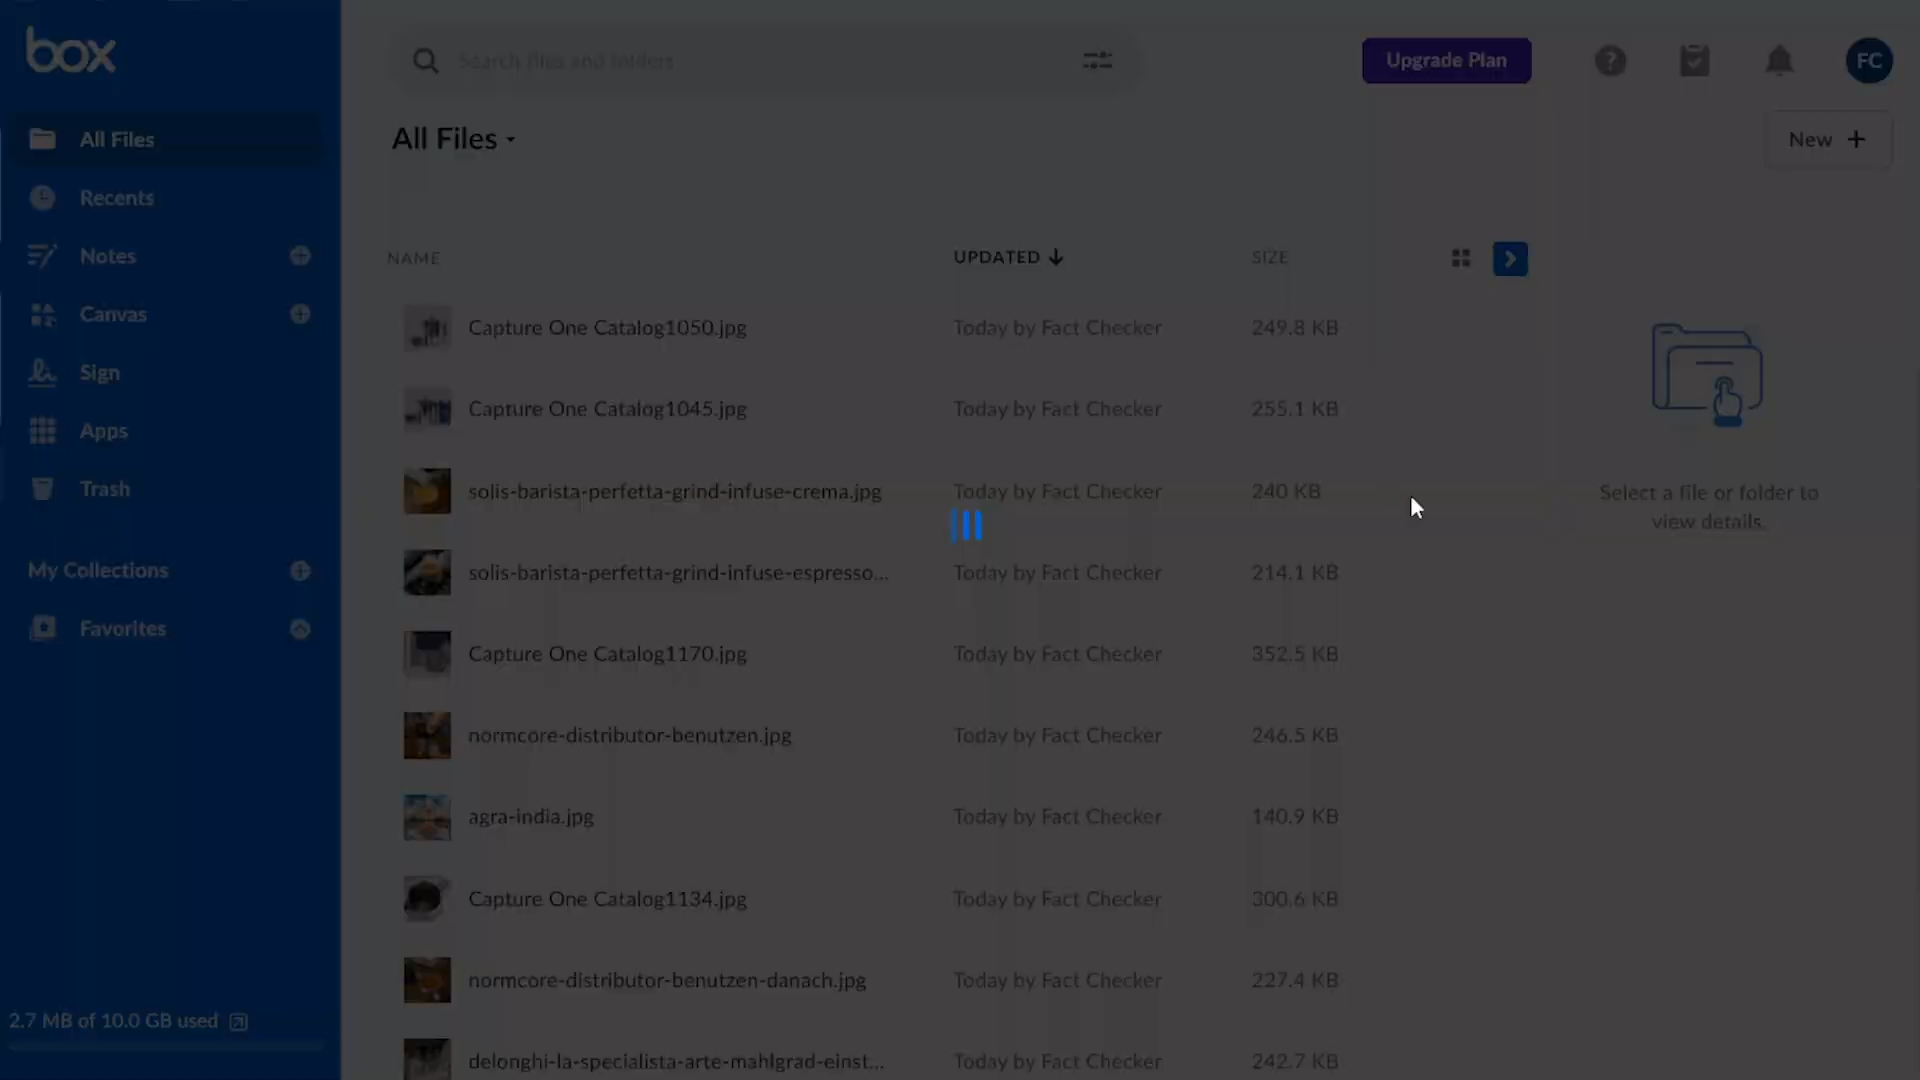 box
Search files and folders
Upgrade Plan
?
FC
All Files
Recents
Notes
Canvas
Sign
Apps
Trash
My Collections
Favorites
2.7 MB of 10.0 GB used
All Files
New +
NAME UPDATED SIZE
Capture One Catalog1050.jpg Today by Fact Checker 249.8 KB
Capture One Catalog1045.jpg Today by Fact Checker 255.1 KB
solis-barista-perfetta-grind-infuse-crema.jpg Today by Fact Checker 240 KB
solis-barista-perfetta-grind-infuse-espresso... Today by Fact Checker 214.1 KB
Capture One Catalog1170.jpg Today by Fact Checker 352.5 KB
normcore-distributor-benutzen.jpg Today by Fact Checker 246.5 KB
agra-india.jpg Today by Fact Checker 140.9 KB
Capture One Catalog1134.jpg Today by Fact Checker 300.6 KB
normcore-distributor-benutzen-danach.jpg Today by Fact Checker 227.4 KB
delonghi-la-specialista-arte-mahlgrad-einst... Today by Fact Checker 242.7 KB
Select a file or folder to
view details.